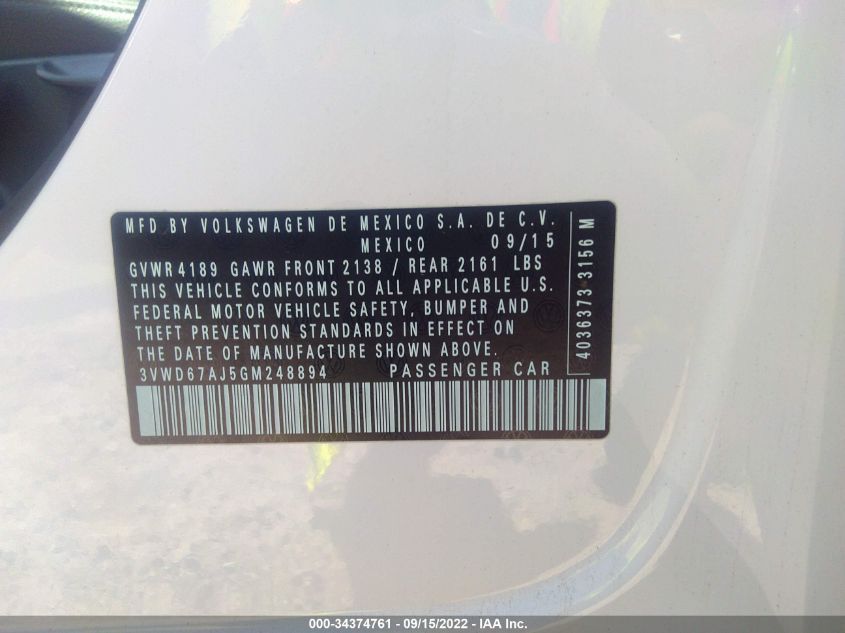 MFD BY VOLKSWAGEN DE MEXICO S.A. DE C.V.
MEXICO 09/15
GVWR 4189 GAWR FRONT 2138 / REAR 2161 LBS
THIS VEHICLE CONFORMS TO ALL APPLICABLE U.S.
FEDERAL MOTOR VEHICLE SAFETY, BUMPER AND
THEFT PREVENTION STANDARDS IN EFFECT ON
THE DATE OF MANUFACTURE SHOWN ABOVE.
3VWD67AJ5GM248894 PASSENGER CAR
4036373 3156 M
000-34374761 - 09/15/2022 - IAA Inc.